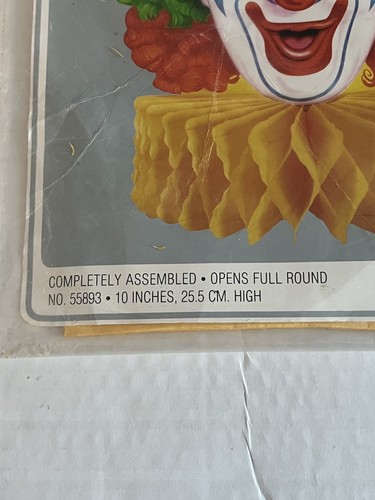 COMPLETELY ASSEMBLED • OPENS FULL ROUND
NO. 55893 • 10 INCHES, 25.5 CM. HIGH